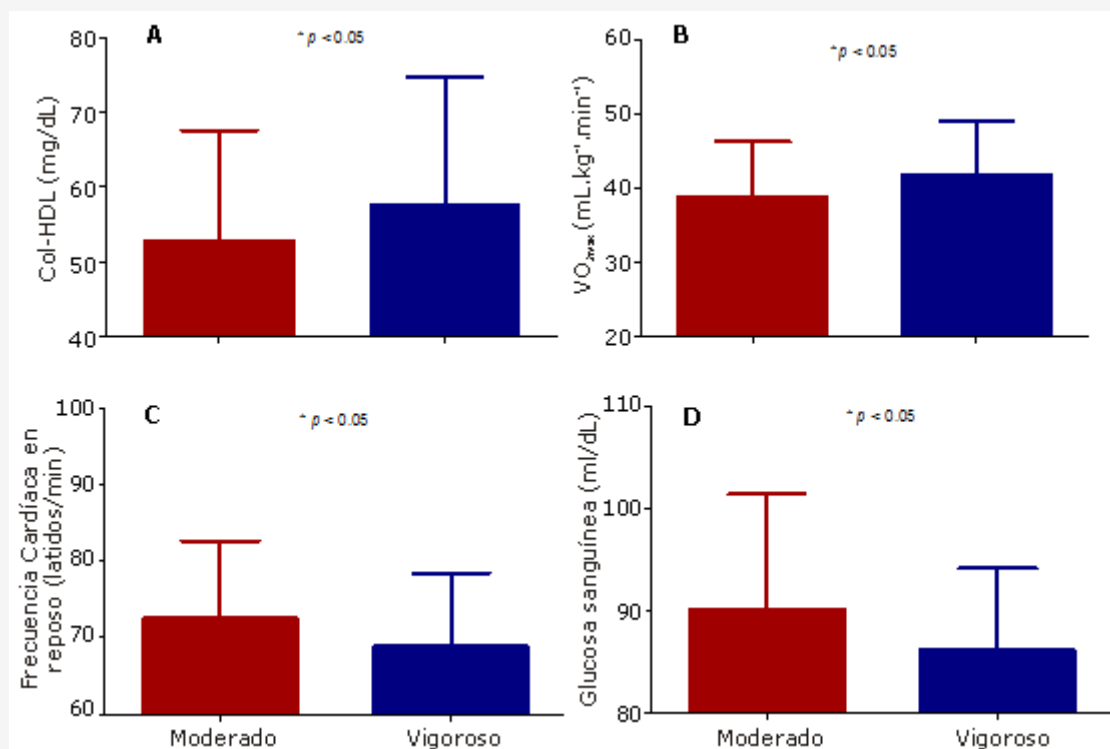 A
* p < 0.05
80
70
60
50
40
Col-HDL (mg/dL)
B
* p < 0.05
60
50
40
30
20
(mL.kg⁻¹.min⁻¹)
C
* p < 0.05
100
90
80
70
60
Frecuencia Cardíaca en
reposo (latidos/min)
Moderado
Vigoroso
D
* p < 0.05
110
100
90
80
Glucosa sanguínea (ml/dL)
Moderado
Vigoroso